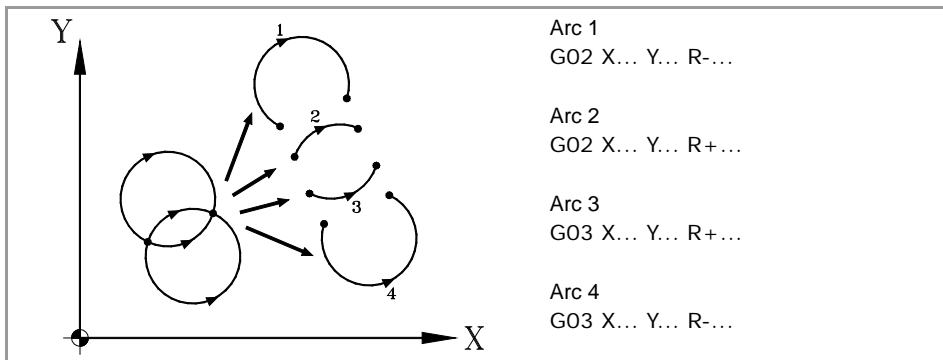 Y
1
2
3
4
X
Arc 1
G02 X... Y... R-...
Arc 2
G02 X... Y... R+...
Arc 3
G03 X... Y... R+...
Arc 4
G03 X... Y... R-...